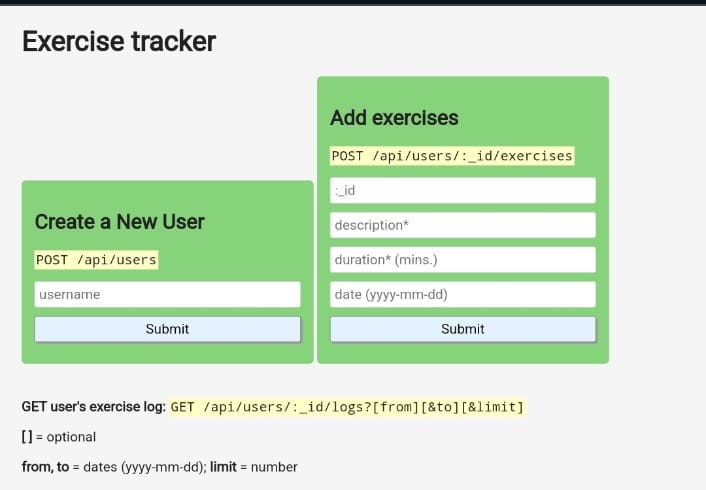 Exercise tracker
Create a New User
POST /api/users
username
Submit
Add exercises
POST /api/users/:_id/exercises
:_id
description*
duration* (mins.)
date (yyyy-mm-dd)
Submit
GET user's exercise log: GET /api/users/:_id/logs?[from][&to][&limit]
[ ] = optional
from, to = dates (yyyy-mm-dd); limit = number